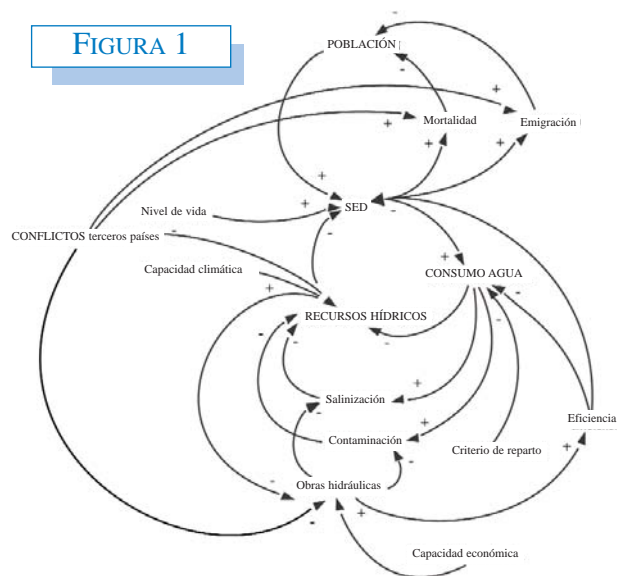 FIGURA 1
POBLACIÓN
Mortalidad
Emigración
Nivel de vida
SED
CONFLICTOS terceros países
Capacidad climática
CONSUMO AGUA
RECURSOS HÍDRICOS
Salinización
Eficiencia
Contaminación
Criterio de reparto
Obras hidráulicas
Capacidad económica